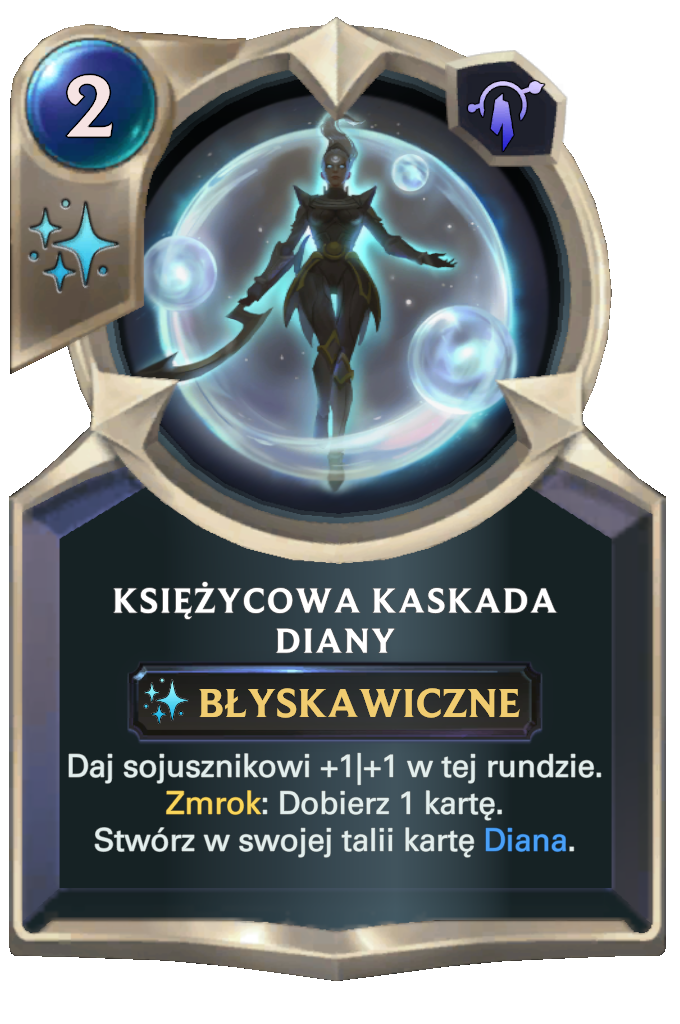 2
KSIĘŻYCOWA KASKADA
DIANY
BŁYSKAWICZNE
Daj sojusznikowi +1|+1 w tej rundzie.
Zmrok: Dobierz 1 kartę.
Stwórz w swojej talii kartę Diana.